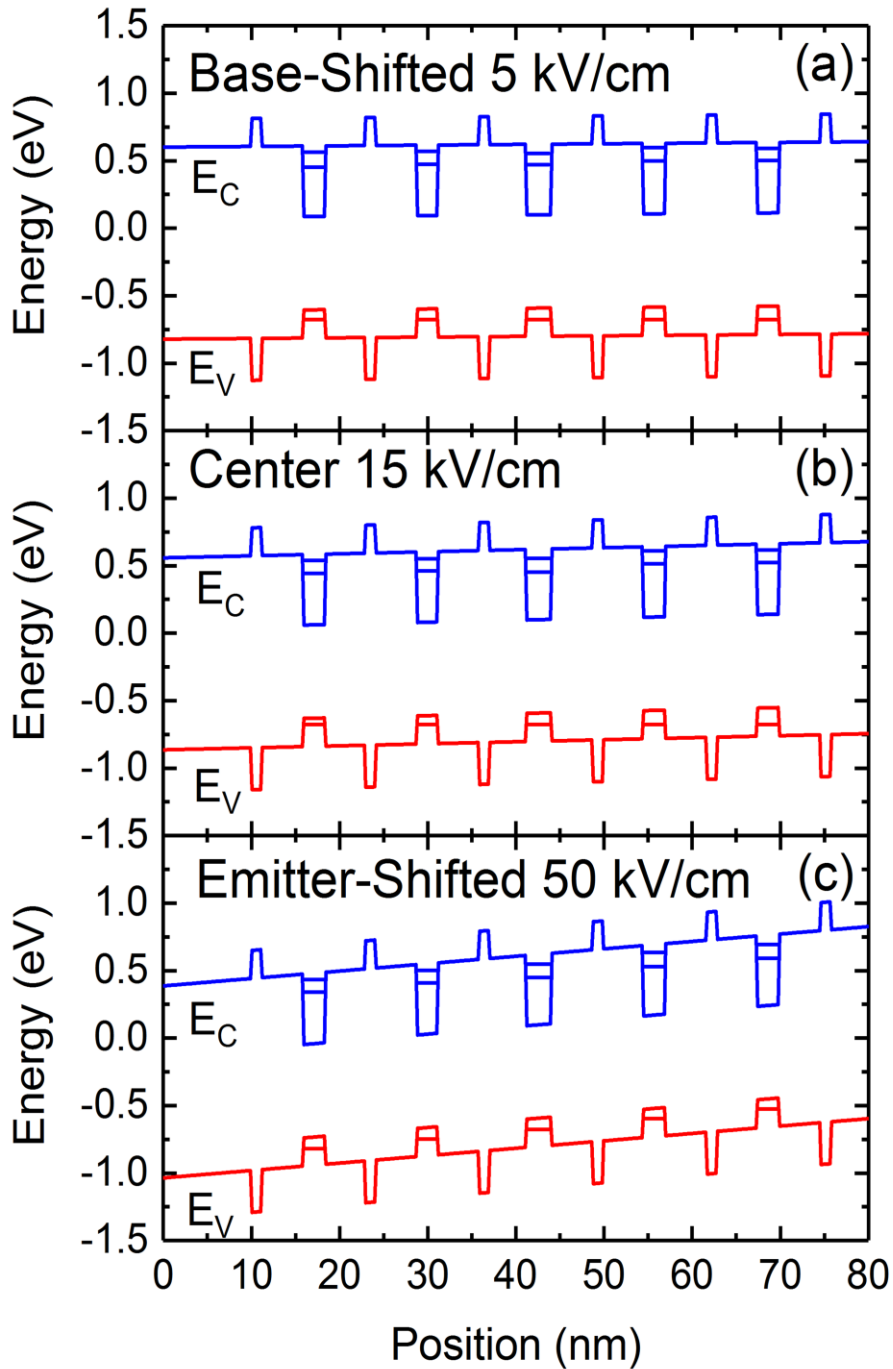 1.5
Base-Shifted 5 kV/cm (a)
1.0
0.5
E_C
0.0
-0.5
-1.0
E_V
-1.5
Energy (eV)
Center 15 kV/cm (b)
1.0
0.5
E_C
0.0
-0.5
-1.0
E_V
-1.5
Energy (eV)
Emitter-Shifted 50 kV/cm (c)
1.0
0.5
E_C
0.0
-0.5
-1.0
E_V
-1.5
Energy (eV)
0 10 20 30 40 50 60 70 80
Position (nm)